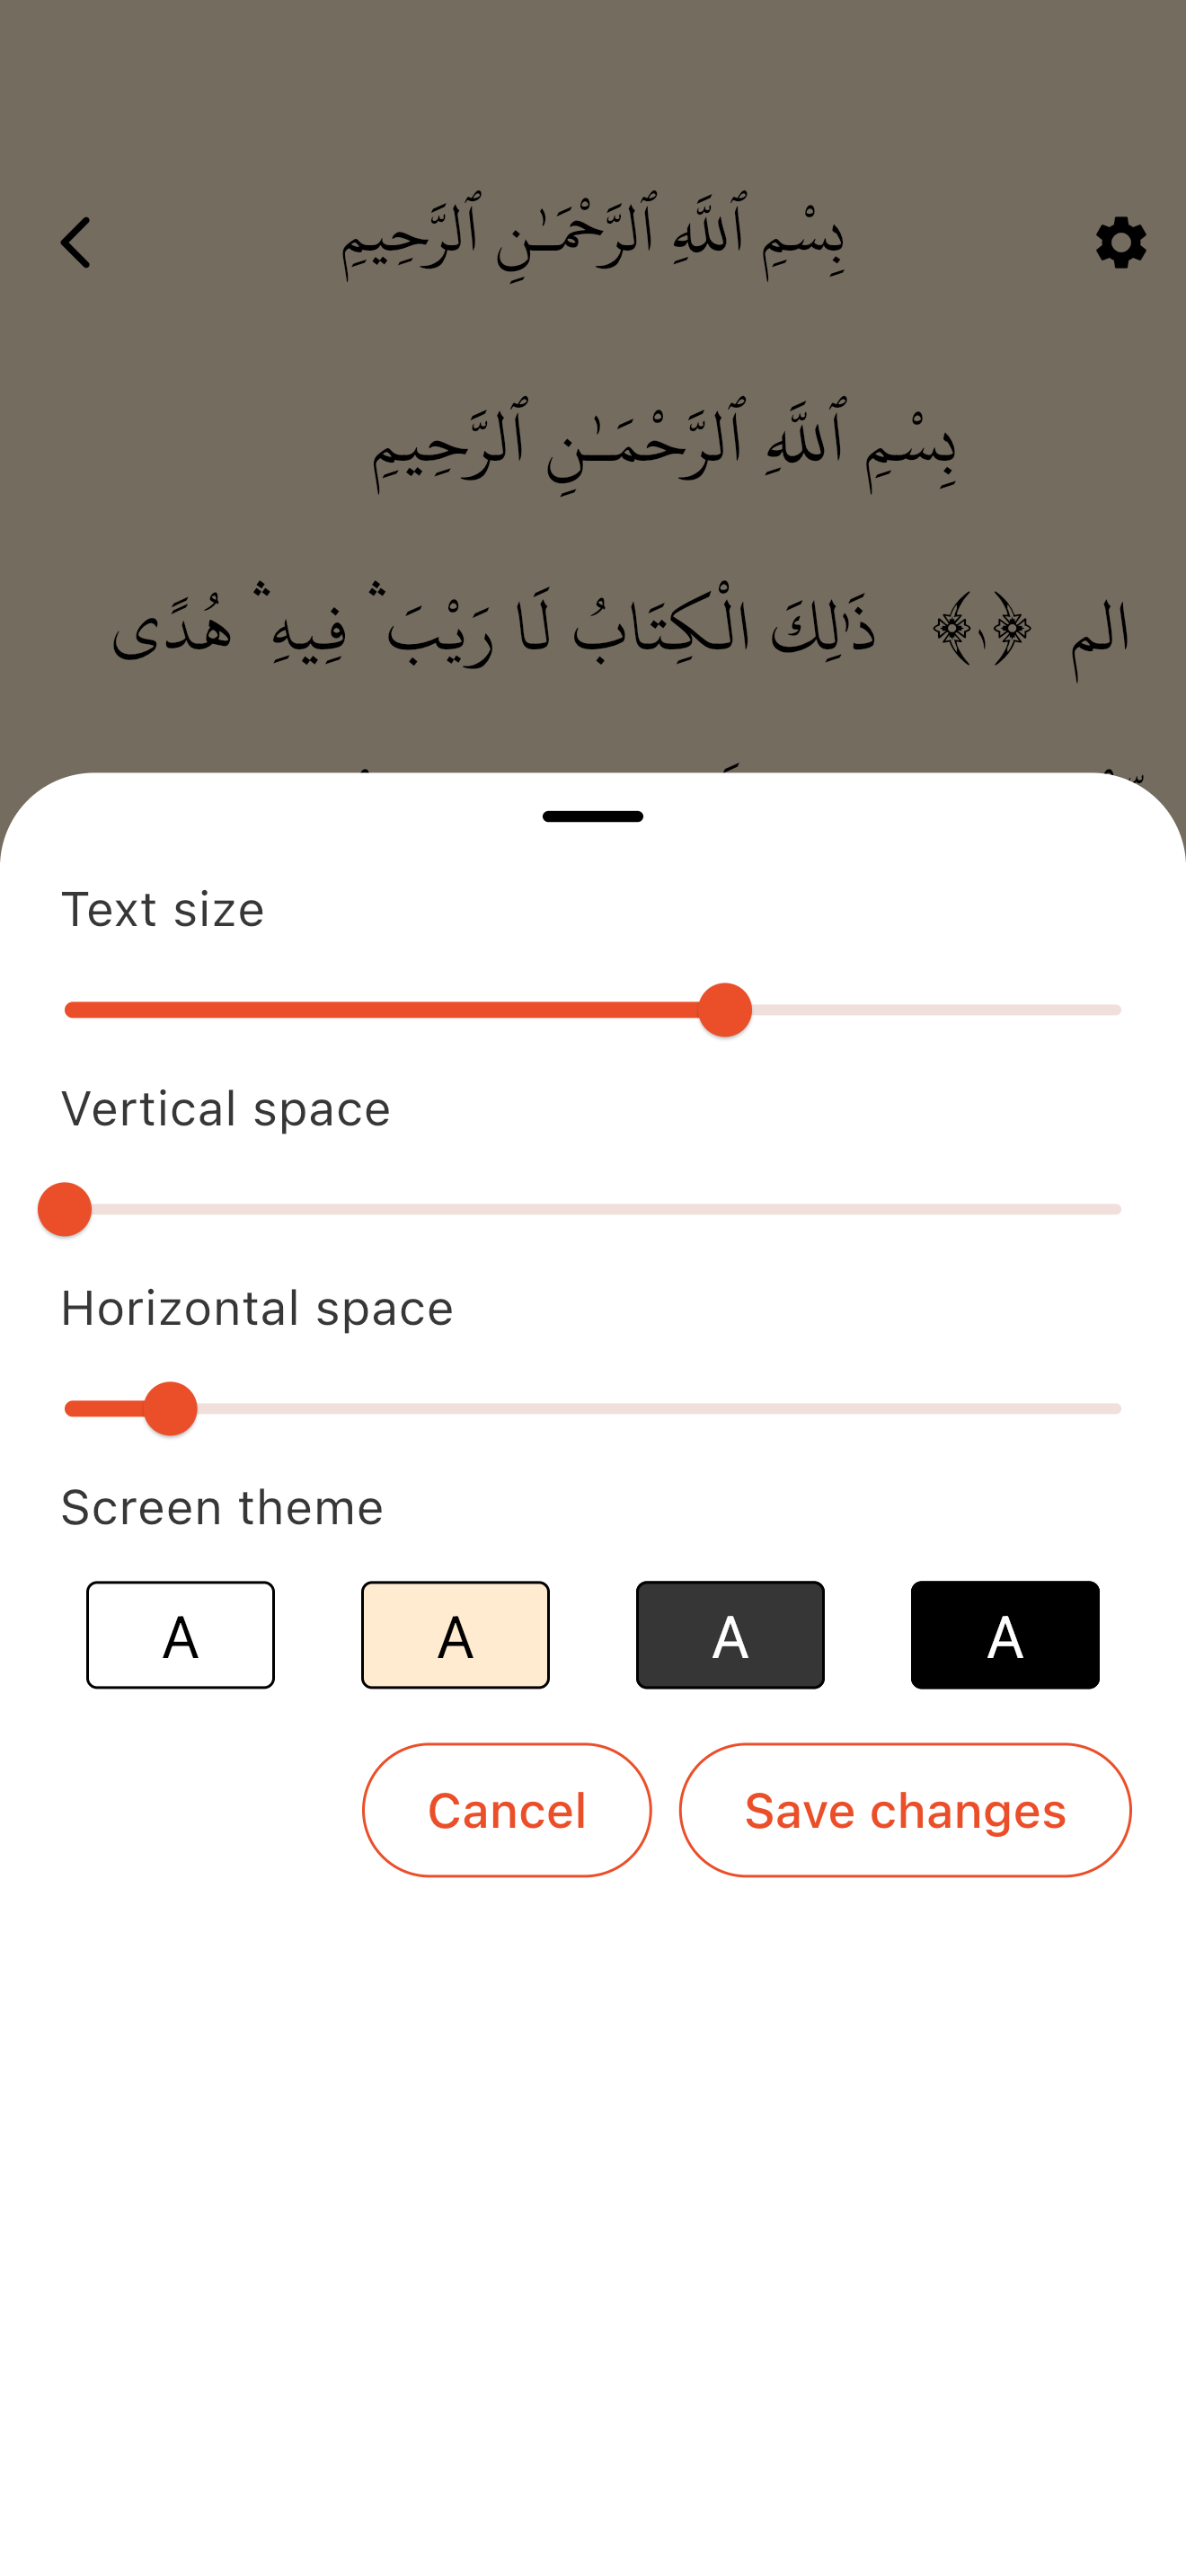 بِسْمِ ٱللَّهِ ٱلرَّحْمَـٰنِ ٱلرَّحِيمِ
بِسْمِ ٱللَّهِ ٱلرَّحْمَـٰنِ ٱلرَّحِيمِ
الم ﴿١﴾ ذَٰلِكَ الْكِتَابُ لَا رَيْبَ ۛ فِيهِ ۛ هُدًى
Text size
Vertical space
Horizontal space
Screen theme
A A A A
Cancel Save changes